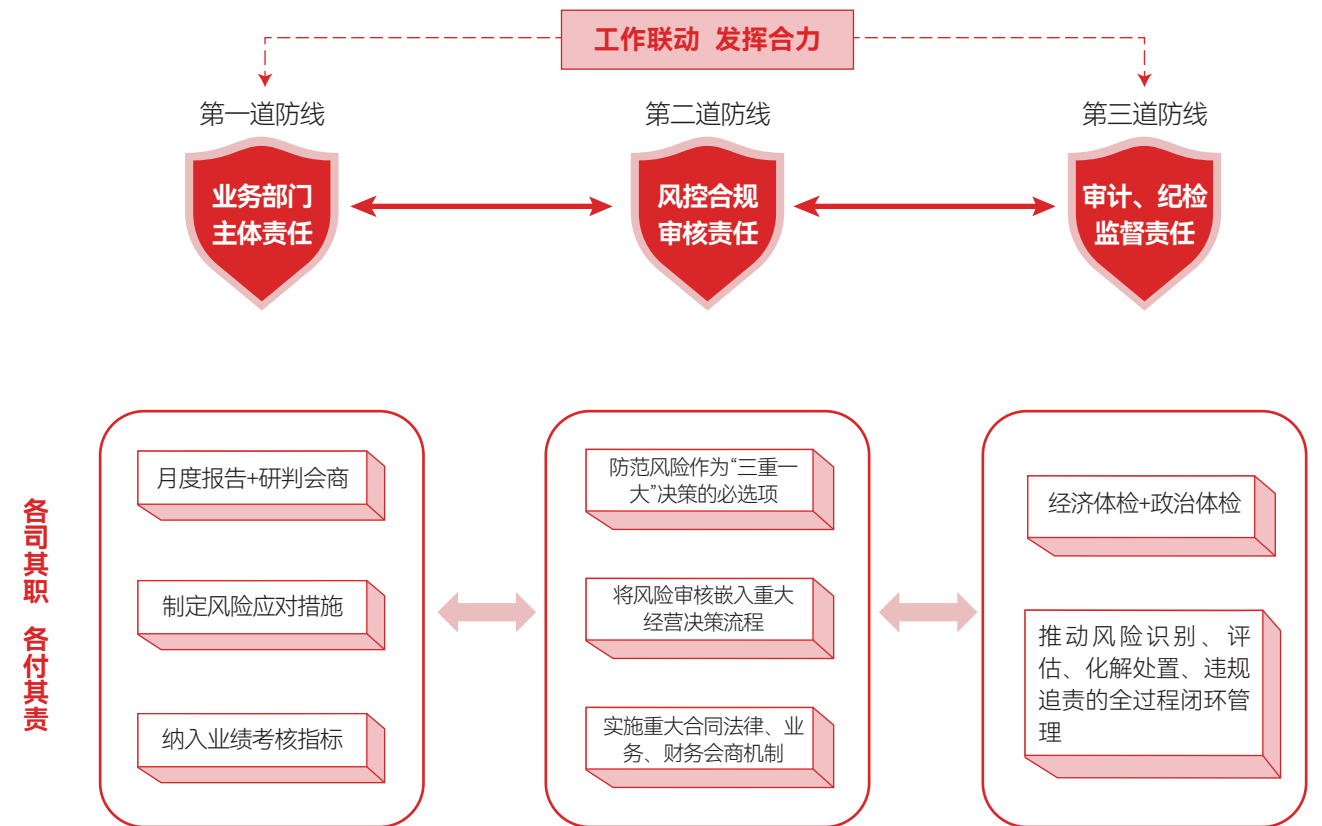 工作联动 发挥合力
第一道防线
第二道防线
第三道防线
业务部门
主体责任
风控合规
审核责任
审计、纪检
监督责任
各司其职 各付其责
月度报告+研判会商
制定风险应对措施
纳入业绩考核指标
防范风险作为“三重一
大”决策的必选项
将风险审核嵌入重大
经营决策流程
实施重大合同法律、业
务、财务会商机制
经济体检+政治体检
推动风险识别、评
估、化解处置、违规
追责的全过程闭环管
理